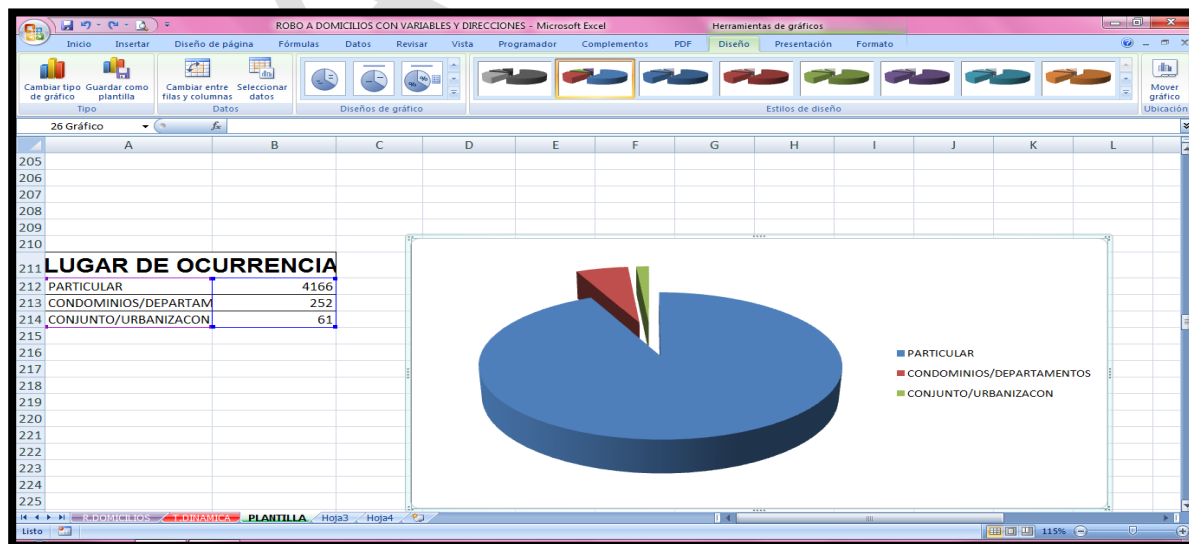 ROBO A DOMICILIOS CON VARIABLES Y DIRECCIONES - Microsoft Excel
Herramientas de gráficos
Inicio Insertar Diseño de página Fórmulas Datos Revisar Vista Programador Complementos PDF Diseño Presentación Formato
Cambiar tipo Guardar como Cambiar entre Seleccionar Mover
de gráfico plantilla filas y columnas datos gráfico
Tipo Datos Diseños de gráfico Estilos de diseño Ubicación
26 Gráfico fx
A B C D E F G H I J K L
205
206
207
208
209
210
211 LUGAR DE OCURRENCIA
212 PARTICULAR 4166
213 CONDOMINIOS/DEPARTAM 252
214 CONJUNTO/URBANIZACON 61
215
216
217
218
219
220
221
222
223
224
225
PARTICULAR
CONDOMINIOS/DEPARTAMENTOS
CONJUNTO/URBANIZACON
R.DOMICILIOS T.DINAMICA PLANTILLA Hoja3 Hoja4
Listo 115%